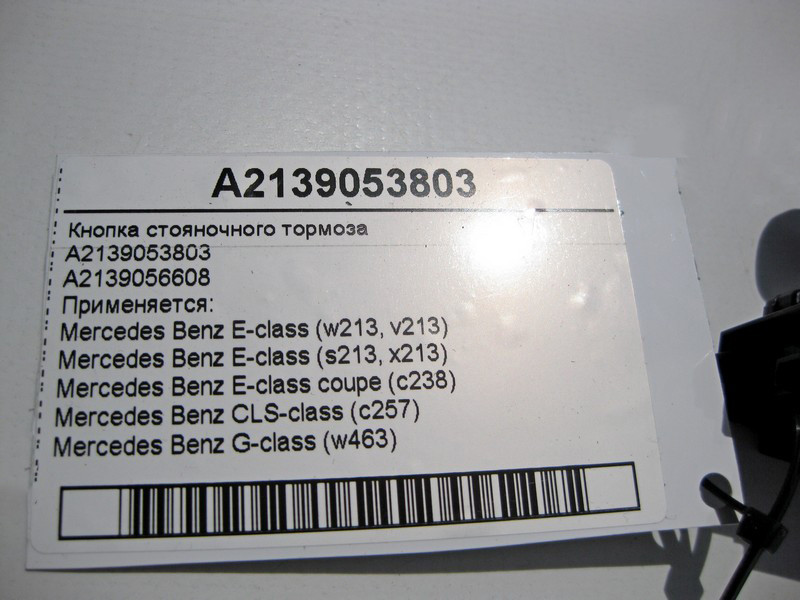 A2139053803
Кнопка стояночного тормоза
A2139053803
A2139056608
Применяется:
Mercedes Benz E-class (w213, v213)
Mercedes Benz E-class (s213, x213)
Mercedes Benz E-class coupe (c238)
Mercedes Benz CLS-class (c257)
Mercedes Benz G-class (w463)